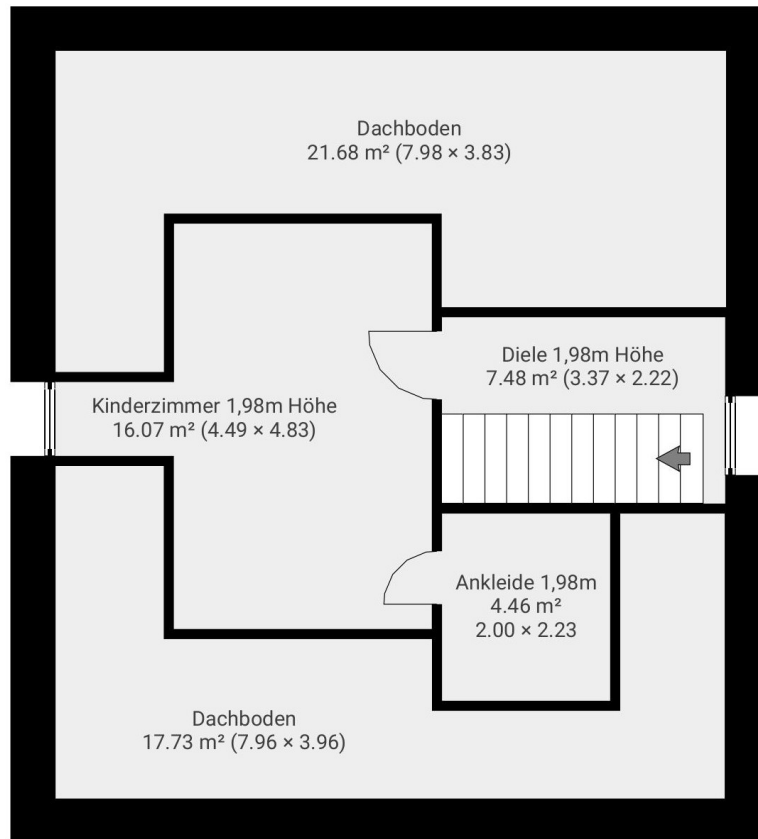 Dachboden
21.68 m² (7.98 × 3.83)
Diele 1,98m Höhe
7.48 m² (3.37 × 2.22)
Kinderzimmer 1,98m Höhe
16.07 m² (4.49 × 4.83)
Ankleide 1,98m
4.46 m²
2.00 × 2.23
Dachboden
17.73 m² (7.96 × 3.96)